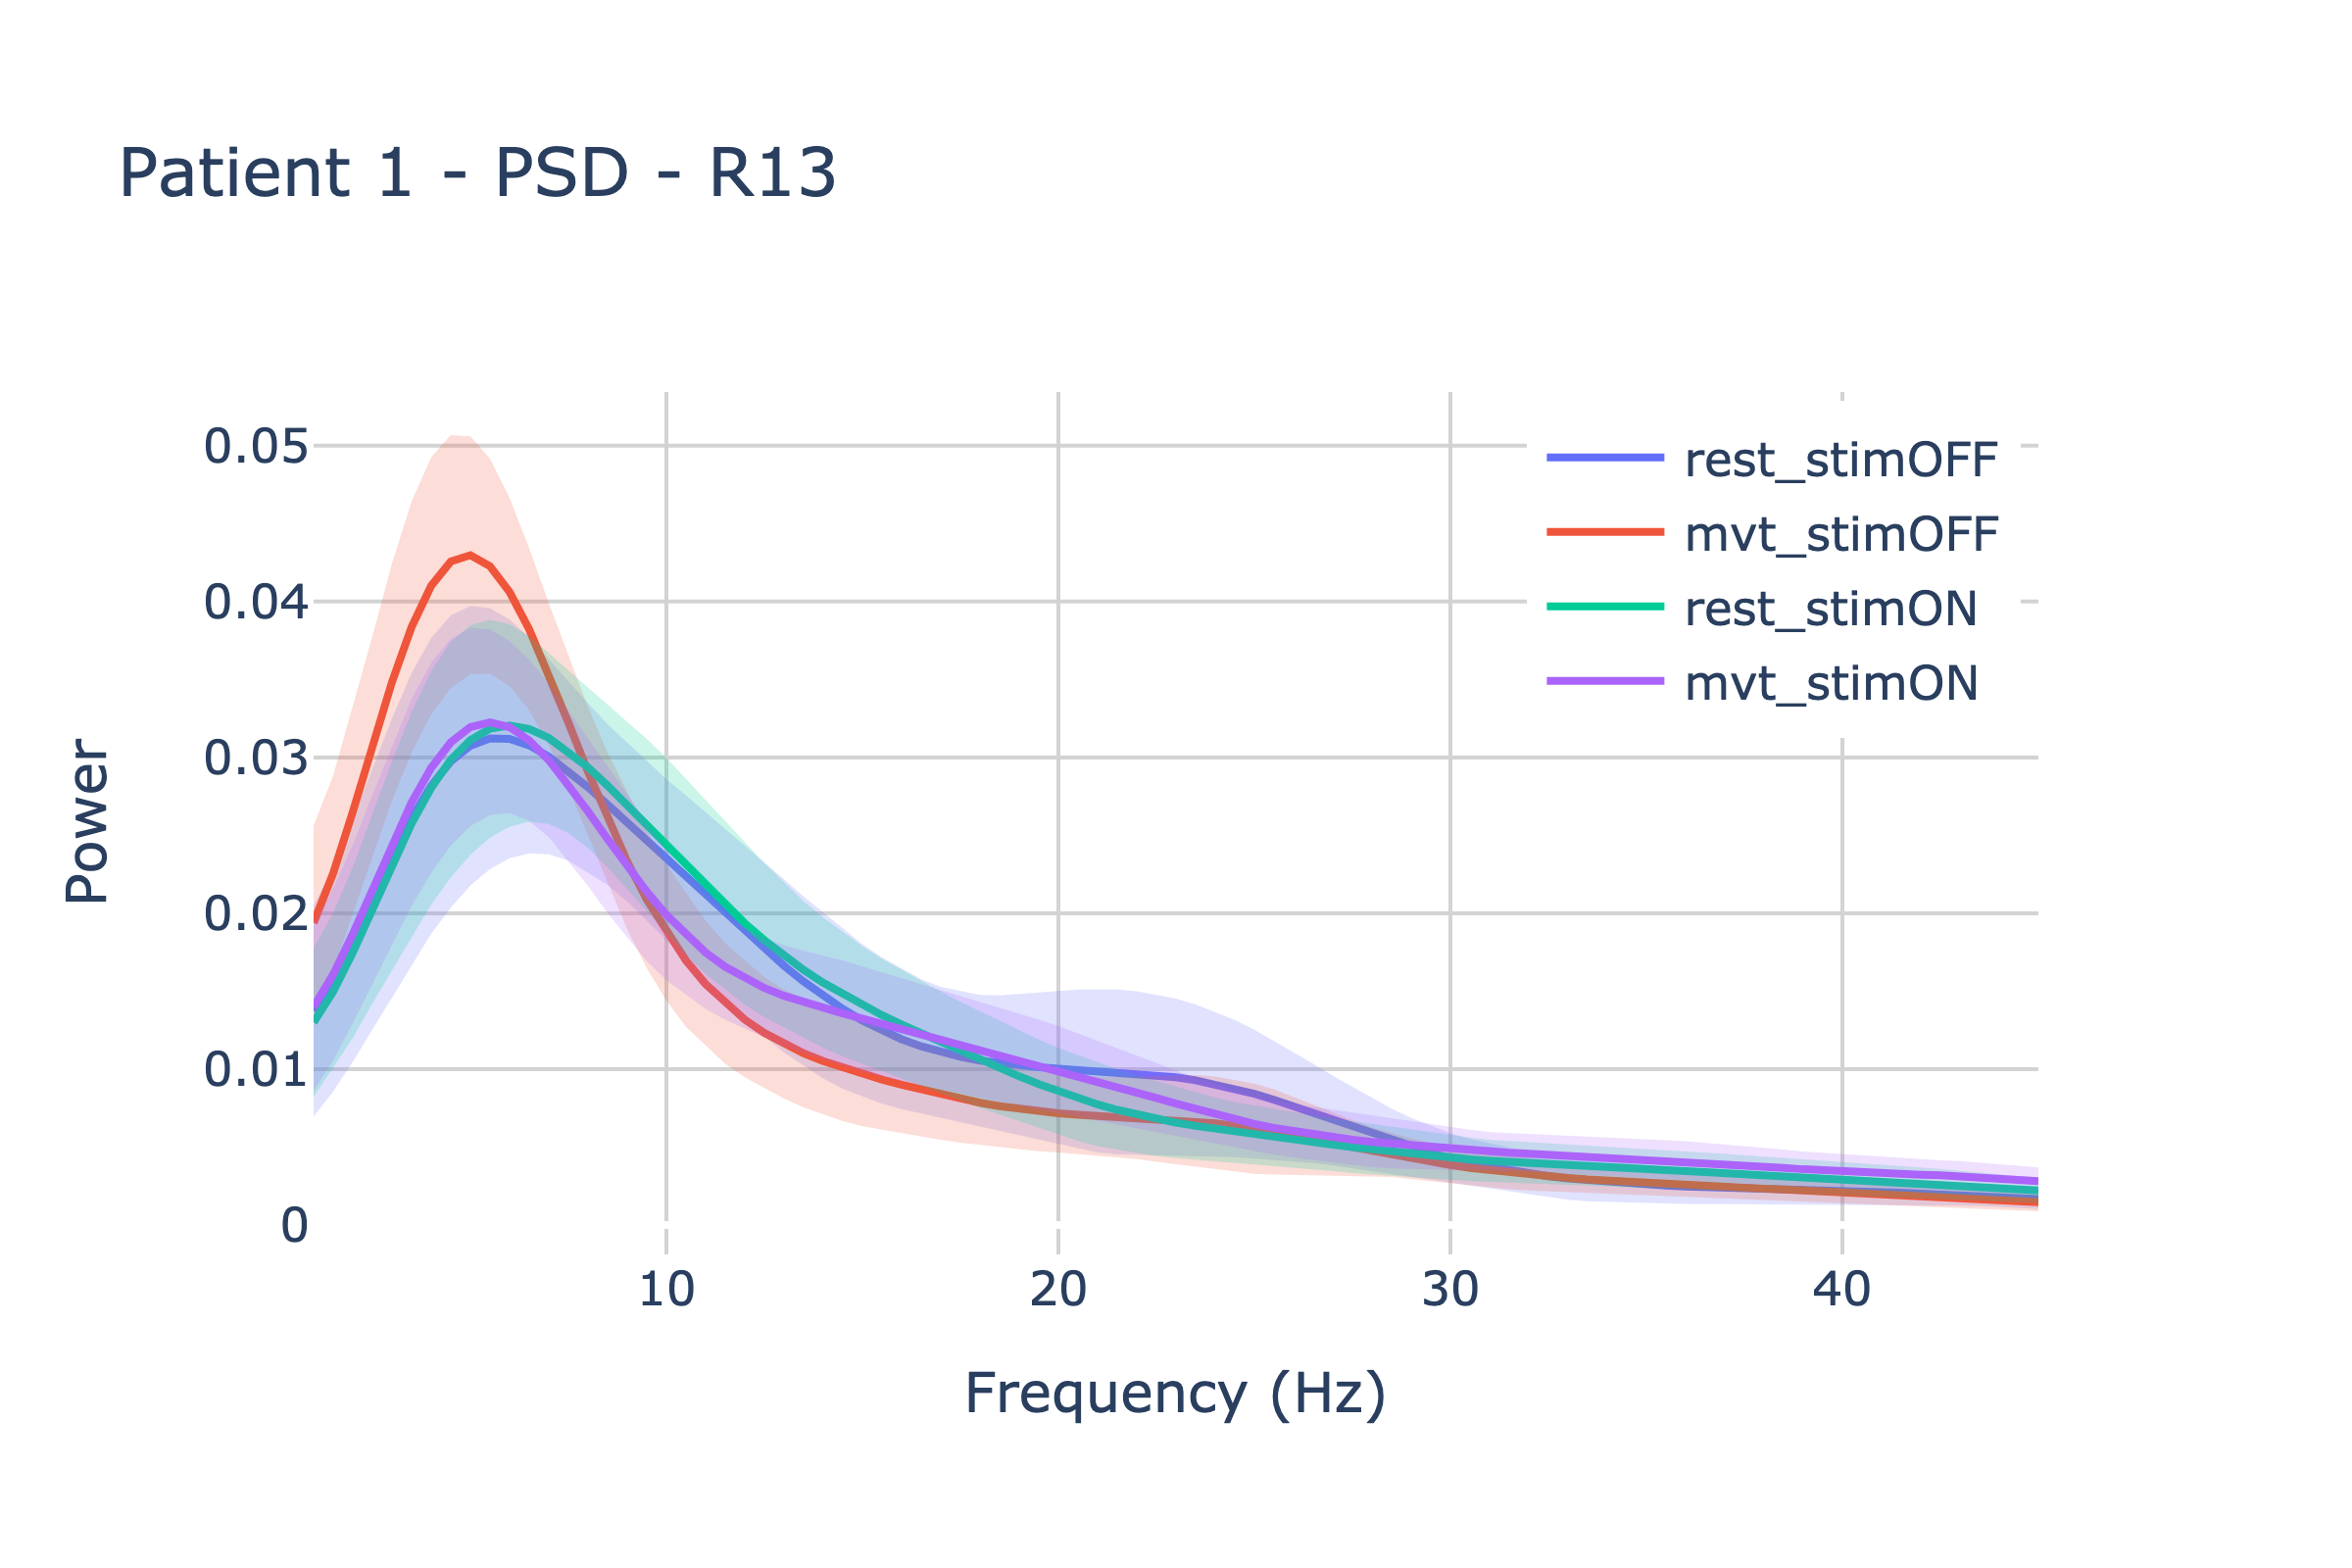 Patient 1 - PSD - R13
rest_stimOFF
mvt_stimOFF
rest_stimON
mvt_stimON
Power
0.05
0.04
0.03
0.02
0.01
0
10 20 30 40
Frequency (Hz)